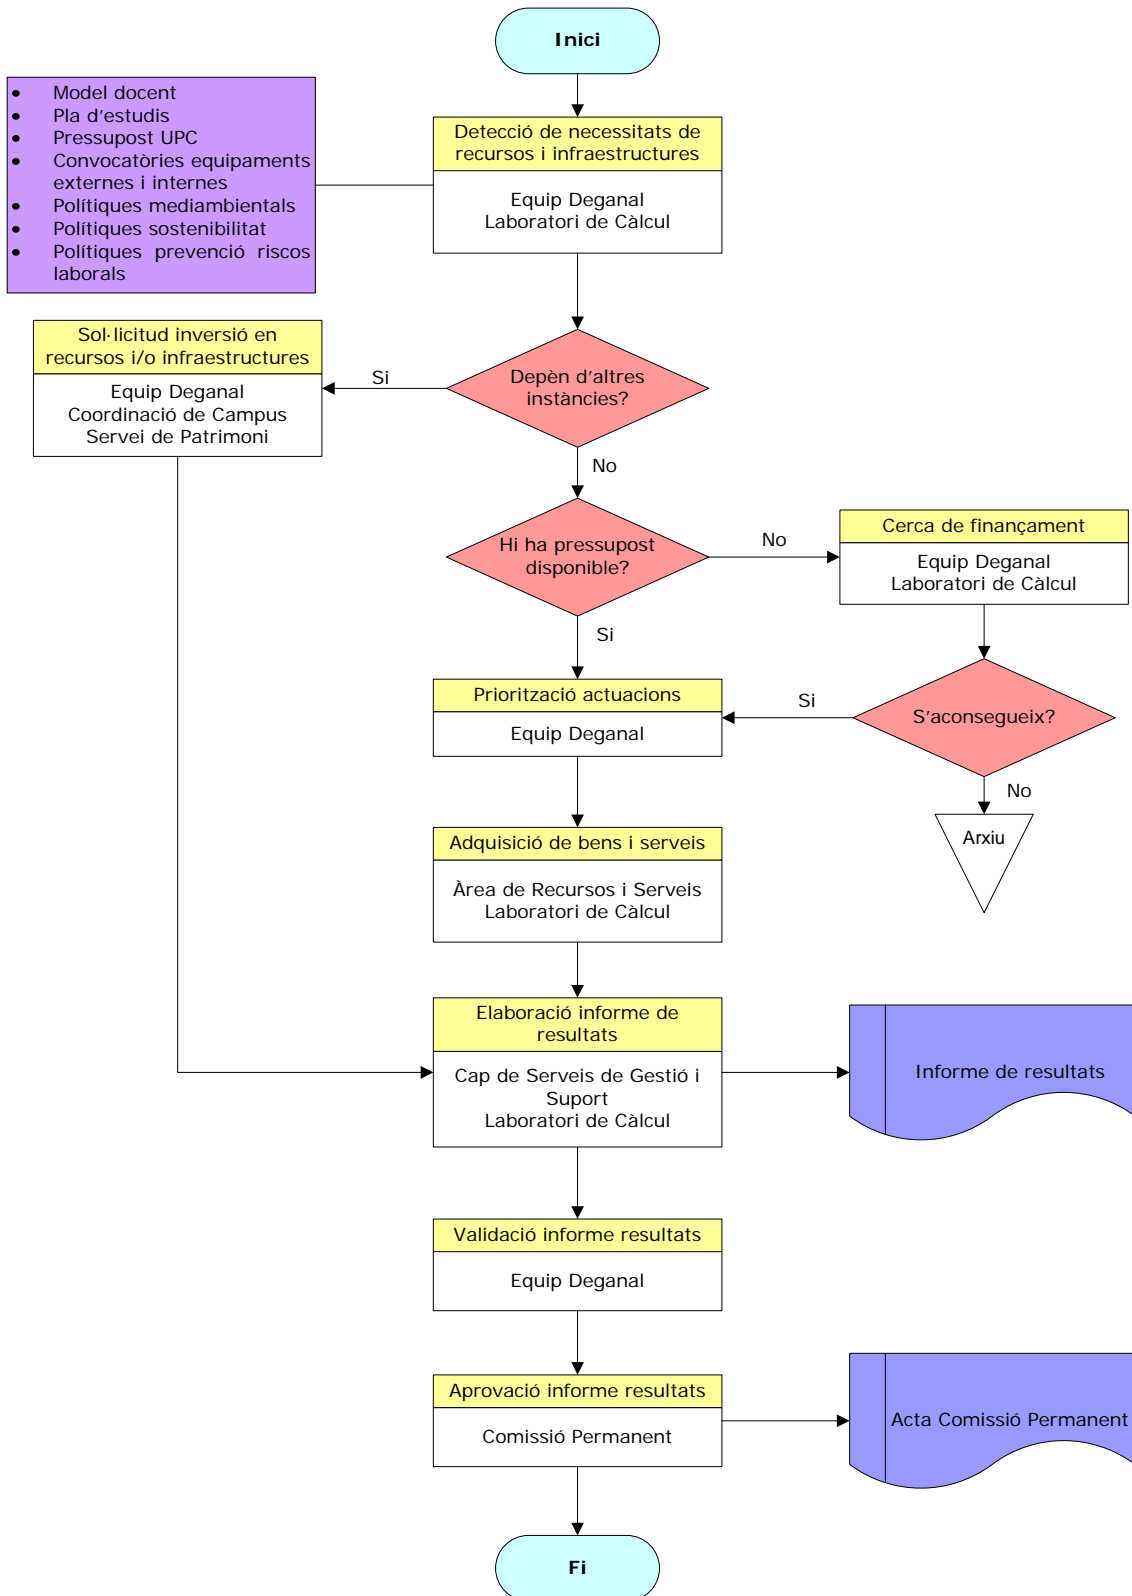 Inici
• Model docent
• Pla d'estudis
• Pressupost UPC
• Convocatòries equipaments
externes i internes
• Polítiques mediambientals
• Polítiques sostenibilitat
• Polítiques prevenció riscos
laborals
Detecció de necessitats de
recursos i infraestructures
Equip Deganal
Laboratori de Càlcul
Sol·licitud inversió en
recursos i/o infraestructures
Equip Deganal
Coordinació de Campus
Servei de Patrimoni
Si
Depèn d'altres
instàncies?
No
Hi ha pressupost
disponible?
No
Cerca de finançament
Equip Deganal
Laboratori de Càlcul
Si
Priorització actuacions
Equip Deganal
Si
S'aconsegueix?
No
Arxiu
Adquisició de bens i serveis
Àrea de Recursos i Serveis
Laboratori de Càlcul
Elaboració informe de
resultats
Cap de Serveis de Gestió i
Suport
Laboratori de Càlcul
Informe de resultats
Validació informe resultats
Equip Deganal
Aprovació informe resultats
Comissió Permanent
Acta Comissió Permanent
Fi